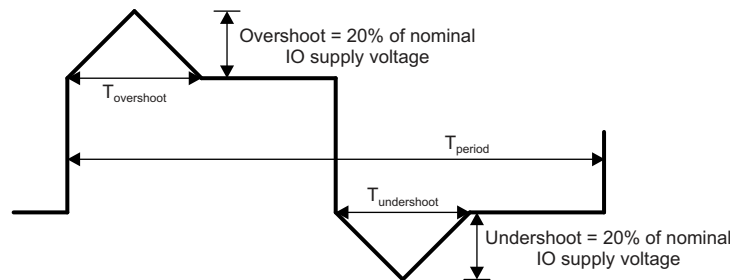 Overshoot = 20% of nominal
IO supply voltage
Tovershoot
Tperiod
Tundershoot
Undershoot = 20% of nominal
IO supply voltage